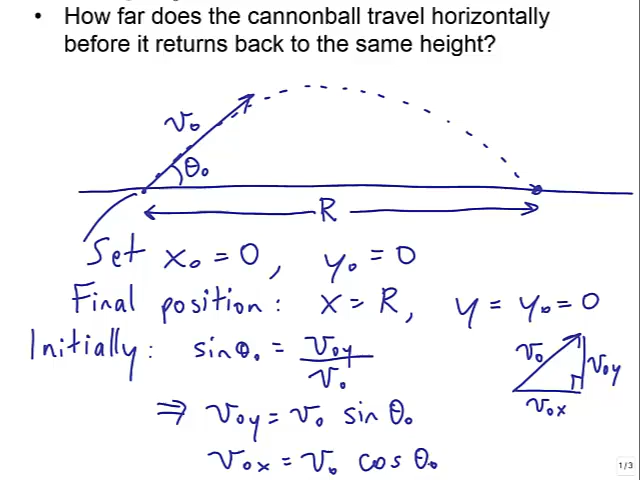 • How far does the cannonball travel horizontally
before it returns back to the same height?
v₀
θ₀
R
Set x₀ = 0, y₀ = 0
Final position: x = R, y = y₀ = 0
Initially: sinθ₀ = v₀y / v₀
v₀ v₀y
v₀x
⇒ v₀y = v₀ sin θ₀
v₀x = v₀ cos θ₀
1/3